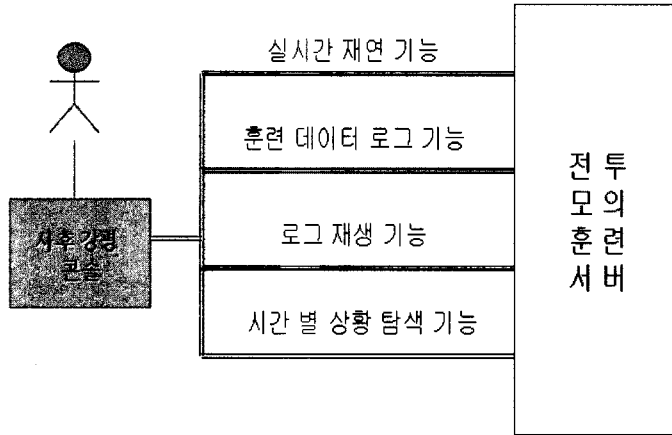 실시간 재연 기능
훈련 데이터 로그 기능
로그 재생 기능
시간 별 상황 탐색 기능
사후 강평
콘솔
전 투
모 의
훈 련
서 버